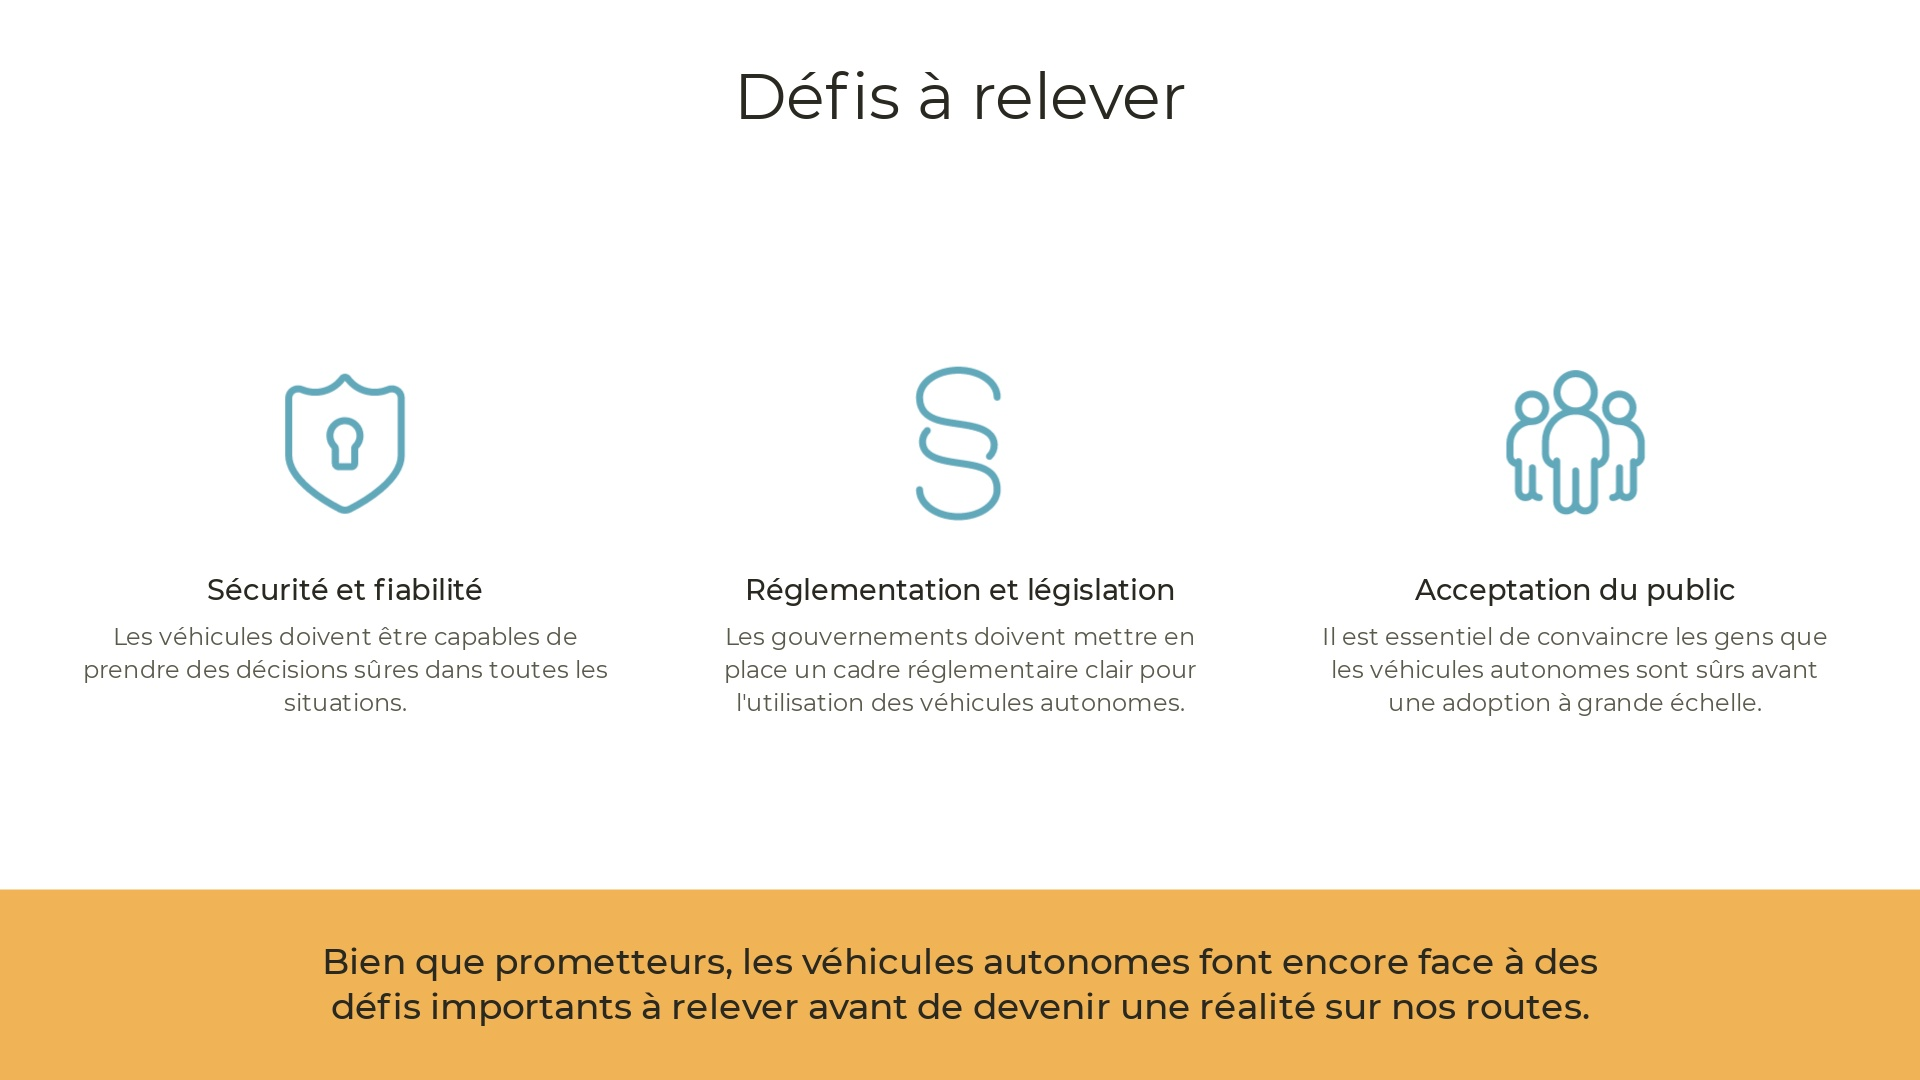 Défis à relever
Sécurité et fiabilité
Les véhicules doivent être capables de
prendre des décisions sûres dans toutes les
situations.
Réglementation et législation
Les gouvernements doivent mettre en
place un cadre réglementaire clair pour
l'utilisation des véhicules autonomes.
Acceptation du public
Il est essentiel de convaincre les gens que
les véhicules autonomes sont sûrs avant
une adoption à grande échelle.
Bien que prometteurs, les véhicules autonomes font encore face à des
défis importants à relever avant de devenir une réalité sur nos routes.